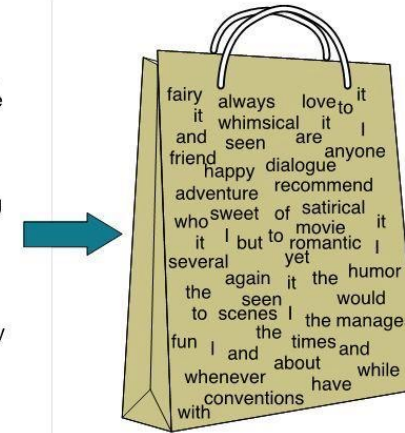 fairy always love to it
it whimsical it I
and seen are anyone
friend happy dialogue
adventure recommend
who sweet of satirical it
it I but to movie romantic I
several yet
again it the humor
the seen would
to scenes I the manage
fun I and the times and
whenever about while
conventions have
with